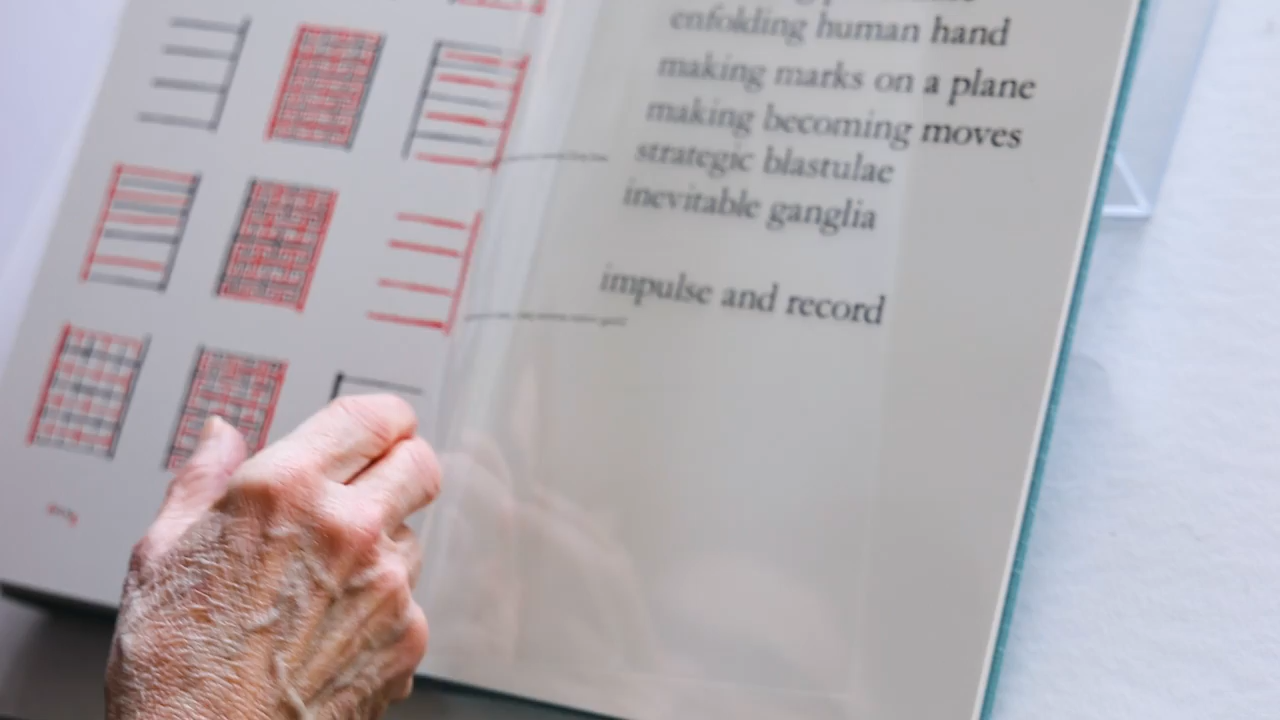 enfolding human hand
making marks on a plane
making becoming moves
strategic blastulae
inevitable ganglia
impulse and record